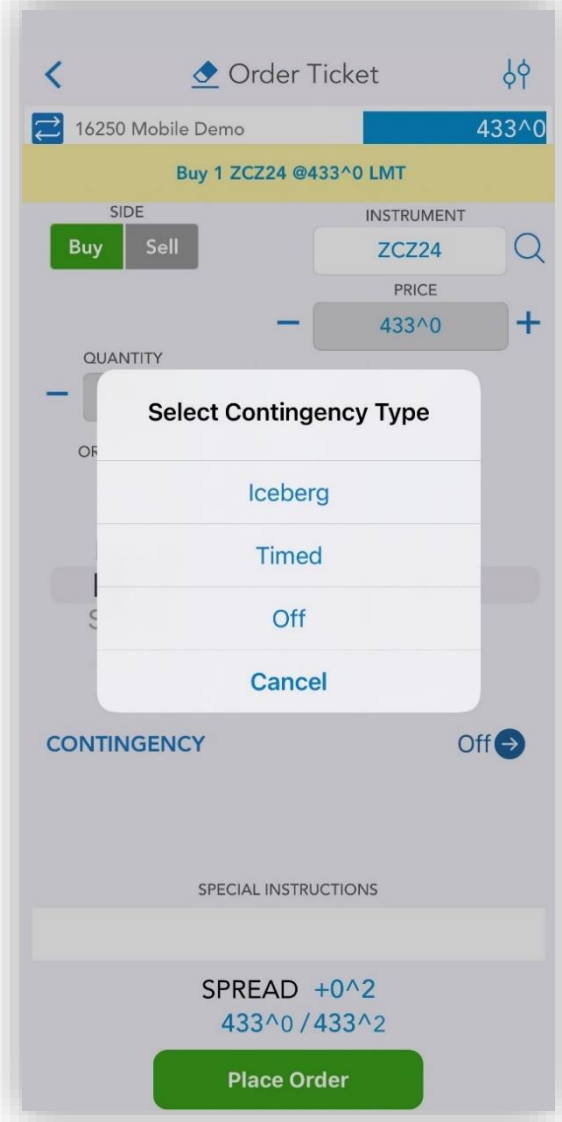 Order Ticket
16250 Mobile Demo 433^0
Buy 1 ZCZ24 @433^0 LMT
SIDE INSTRUMENT
Buy Sell ZCZ24
PRICE
− 433^0 +
QUANTITY
−
Select Contingency Type
Iceberg
Timed
Off
Cancel
CONTINGENCY Off
SPECIAL INSTRUCTIONS
SPREAD +0^2
433^0 / 433^2
Place Order